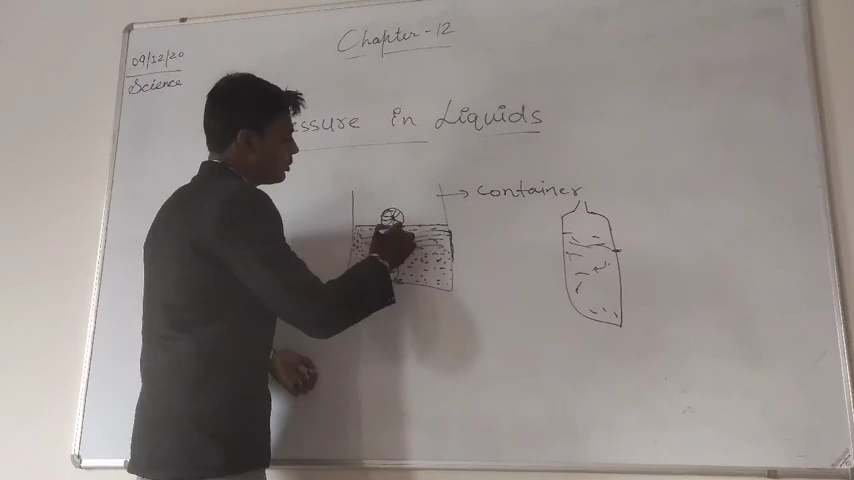 Chapter-12
09/12/20
Science
essure in Liquids
container